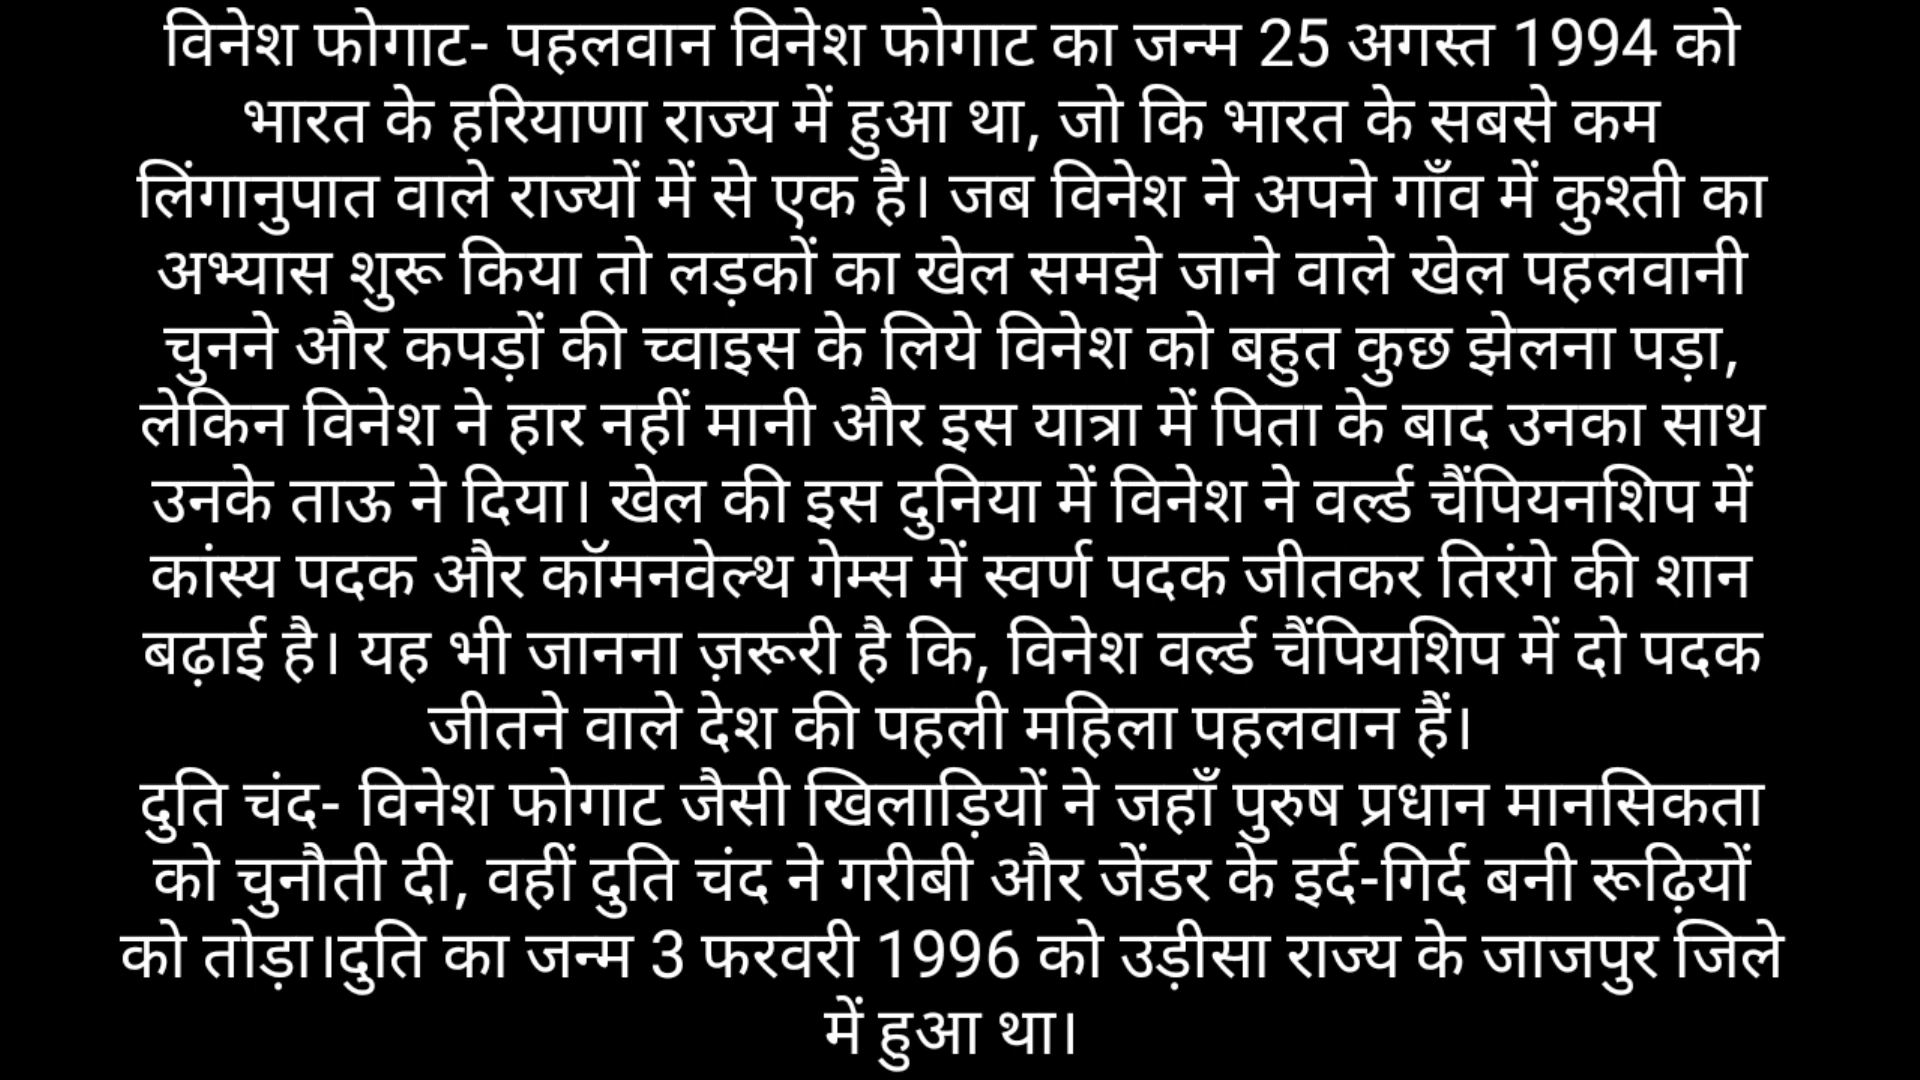 विनेश फोगाट- पहलवान विनेश फोगाट का जन्म 25 अगस्त 1994 को
भारत के हरियाणा राज्य में हुआ था, जो कि भारत के सबसे कम
लिंगानुपात वाले राज्यों में से एक है। जब विनेश ने अपने गाँव में कुश्ती का
अभ्यास शुरू किया तो लड़कों का खेल समझे जाने वाले खेल पहलवानी
चुनने और कपड़ों की च्वाइस के लिये विनेश को बहुत कुछ झेलना पड़ा,
लेकिन विनेश ने हार नहीं मानी और इस यात्रा में पिता के बाद उनका साथ
उनके ताऊ ने दिया। खेल की इस दुनिया में विनेश ने वर्ल्ड चैंपियनशिप में
कांस्य पदक और कॉमनवेल्थ गेम्स में स्वर्ण पदक जीतकर तिरंगे की शान
बढ़ाई है। यह भी जानना ज़रूरी है कि, विनेश वर्ल्ड चैंपियशिप में दो पदक
जीतने वाले देश की पहली महिला पहलवान हैं।
दुति चंद- विनेश फोगाट जैसी खिलाड़ियों ने जहाँ पुरुष प्रधान मानसिकता
को चुनौती दी, वहीं दुति चंद ने गरीबी और जेंडर के इर्द-गिर्द बनी रूढ़ियों
को तोड़ा।दुति का जन्म 3 फरवरी 1996 को उड़ीसा राज्य के जाजपुर जिले
में हुआ था।